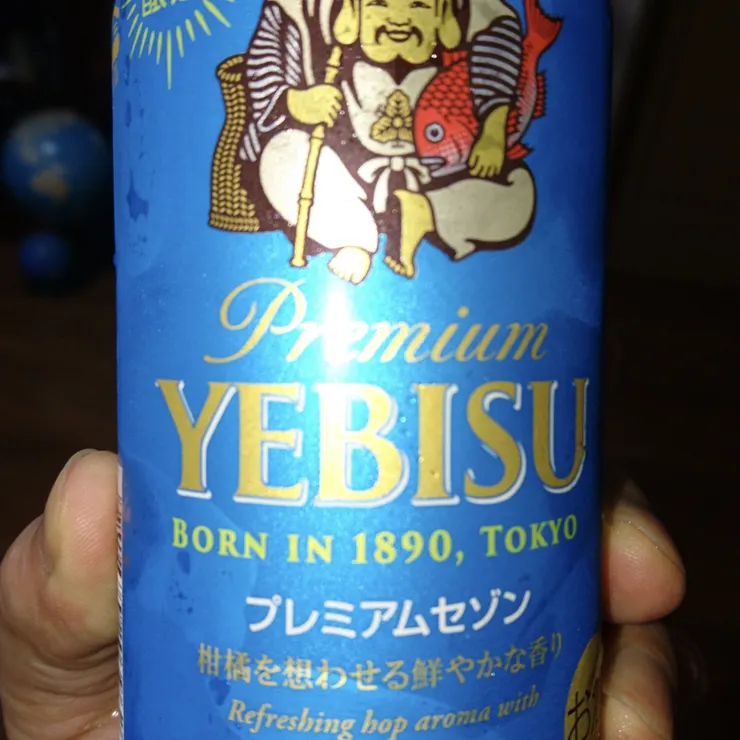 Premium
YEBISU
BORN IN 1890, TOKYO
プレミアムセゾン
柑橘を想わせる鮮やかな香り
Refreshing hop aroma with
お